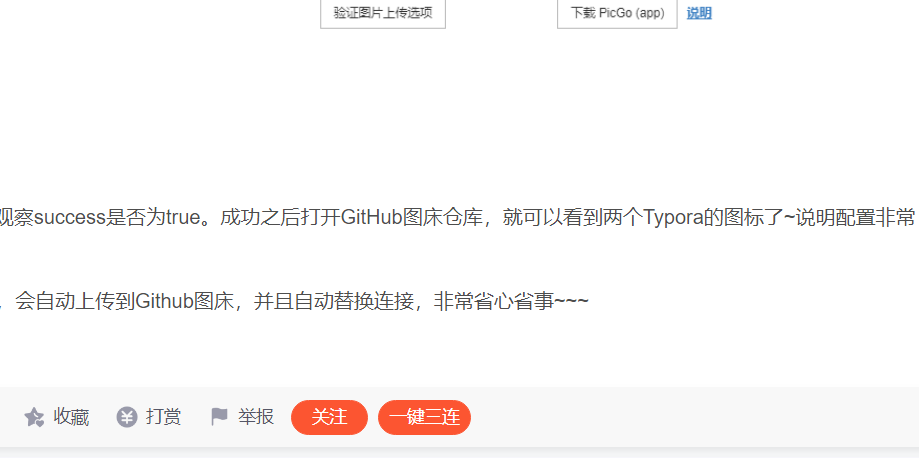 验证图片上传选项 下载 PicGo (app) 说明
观察success是否为true。成功之后打开GitHub图床仓库，就可以看到两个Typora的图标了~说明配置非常
，会自动上传到Github图床，并且自动替换连接，非常省心省事~~~
收藏 打赏 举报 关注 一键三连